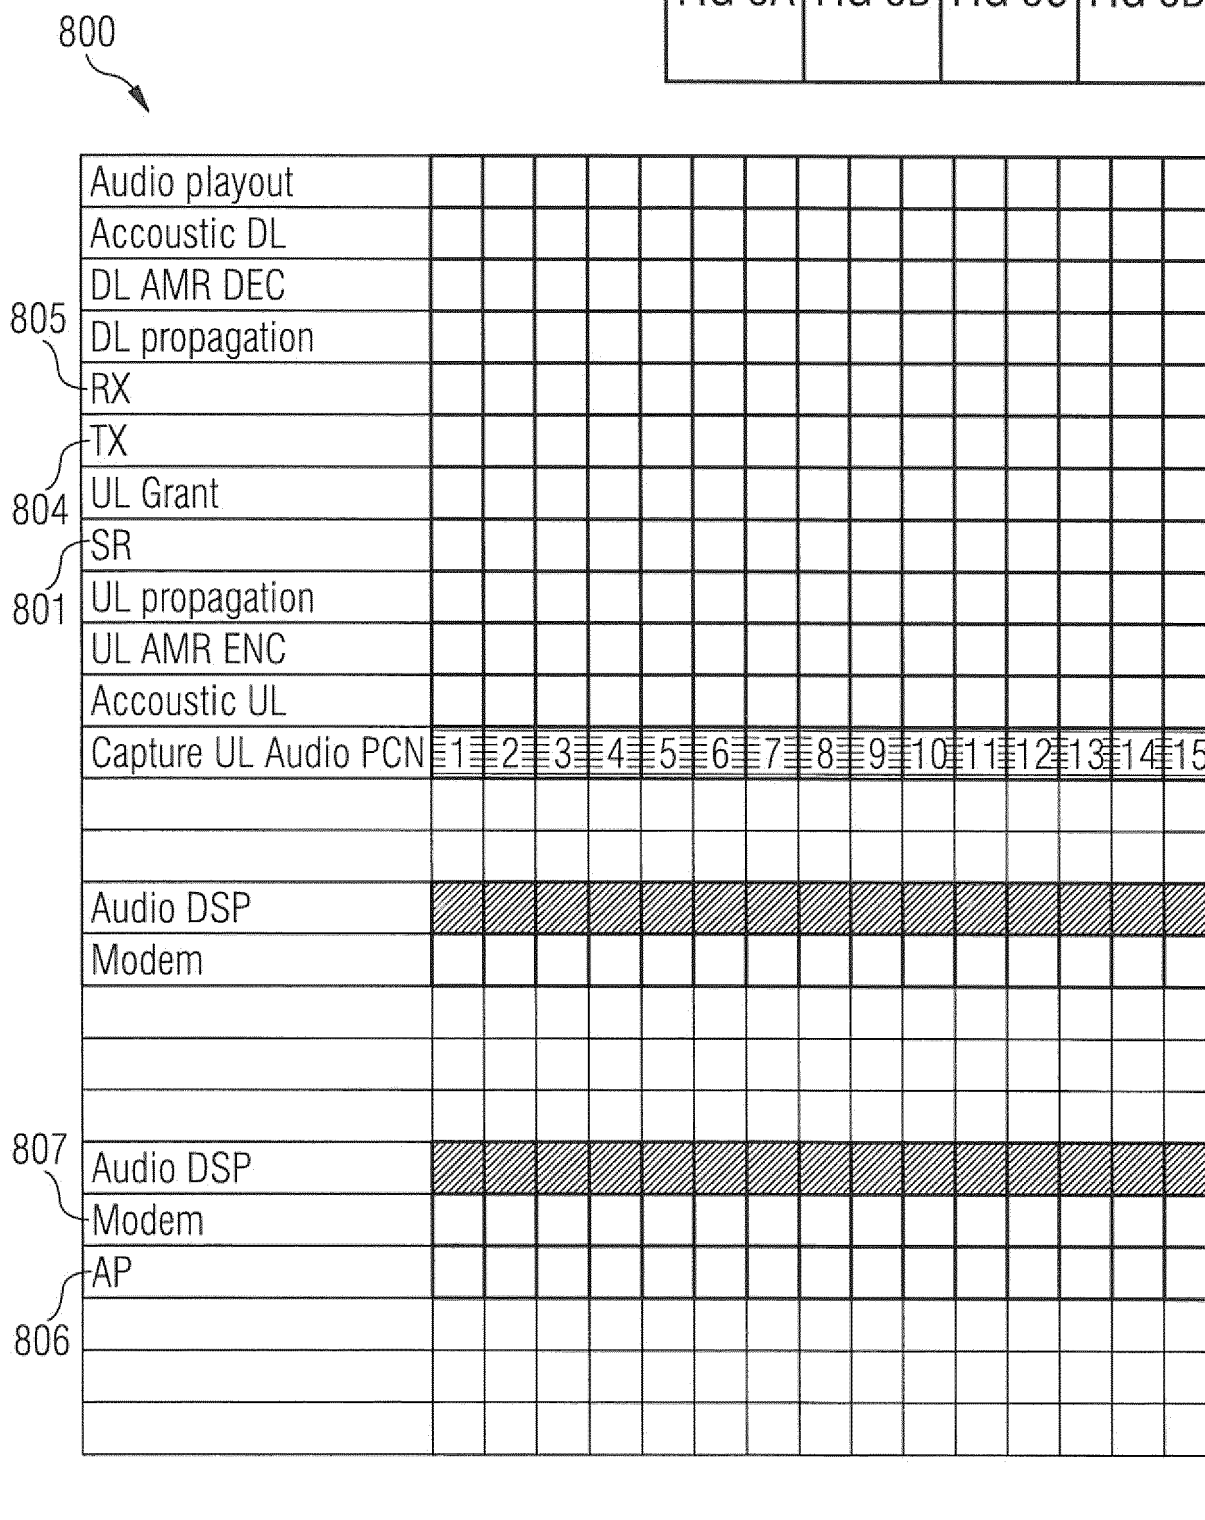 800
Audio playout
Accoustic DL
DL AMR DEC
805
DL propagation
RX
TX
804
UL Grant
SR
801
UL propagation
UL AMR ENC
Accoustic UL
Capture UL Audio PCN 1 2 3 4 5 6 7 8 9 10 11 12 13 14 15
Audio DSP
Modem
807
Audio DSP
Modem
AP
806